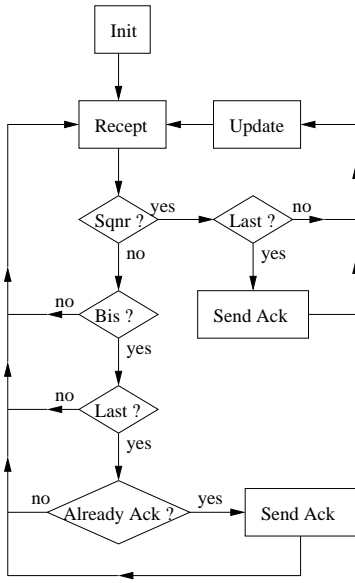 Init
Recept
Update
Sqnr ?
yes
Last ?
no
no
yes
no
Bis ?
Send Ack
yes
no
Last ?
yes
no
Already Ack ?
yes
Send Ack